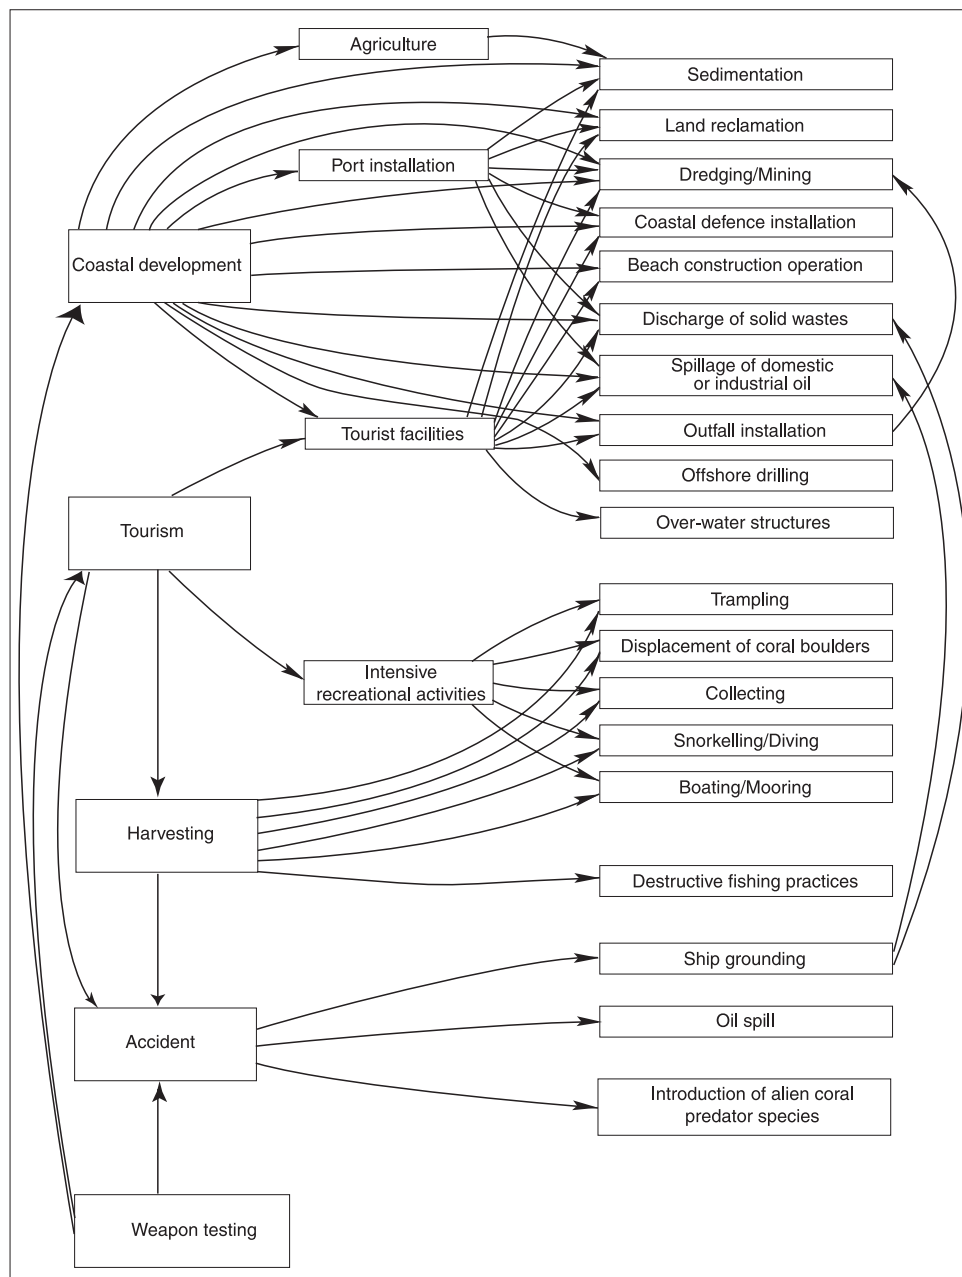 Agriculture
Sedimentation
Land reclamation
Port installation
Dredging/Mining
Coastal defence installation
Coastal development
Beach construction operation
Discharge of solid wastes
Spillage of domestic
or industrial oil
Tourist facilities
Outfall installation
Offshore drilling
Tourism
Over-water structures
Trampling
Displacement of coral boulders
Intensive
recreational activities
Collecting
Snorkelling/Diving
Boating/Mooring
Harvesting
Destructive fishing practices
Ship grounding
Oil spill
Accident
Introduction of alien coral
predator species
Weapon testing